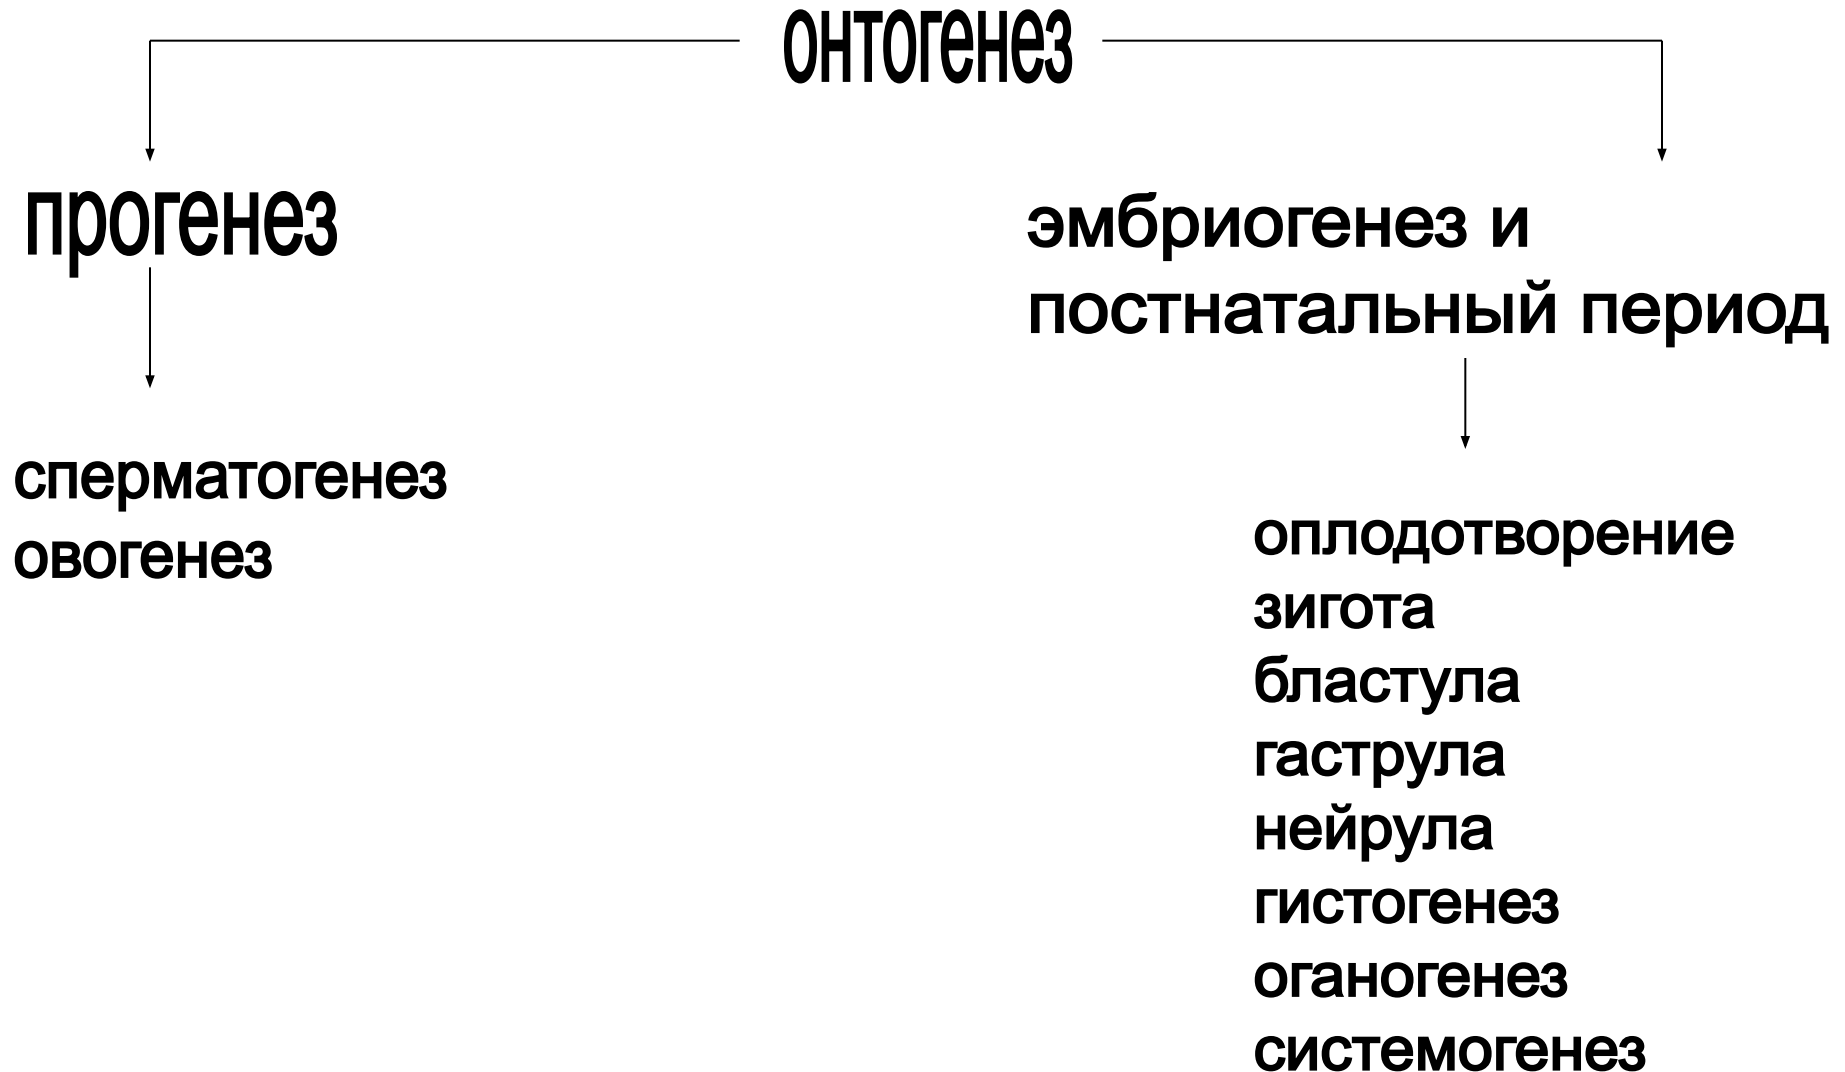 онтогенез
прогенез
сперматогенез
овогенез
эмбриогенез и
постнатальный период
оплодотворение
зигота
бластула
гаструла
нейрула
гистогенез
оганогенез
системогенез